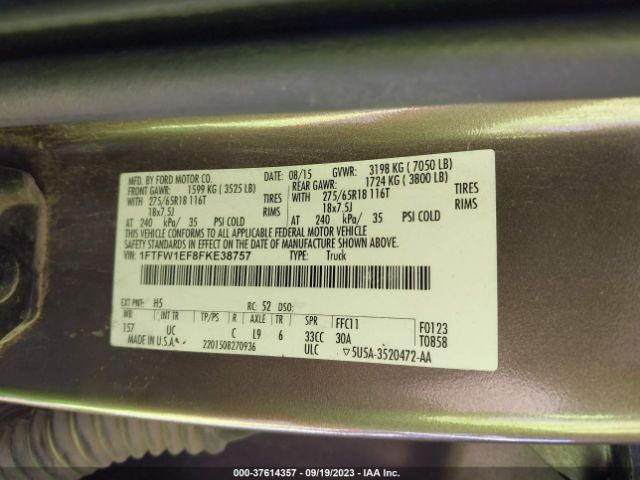 MFD. BY FORD MOTOR CO.
DATE: 08/15 GVWR: 3198 KG ( 7050 LB)
FRONT GAWR: 1599 KG ( 3525 LB)
REAR GAWR: 1724 KG ( 3800 LB)
WITH 275/65R18 116T TIRES
WITH 275/65R18 116T TIRES
18x7.5J
18x7.5J
AT 240 kPa/ 35 PSI COLD
AT 240 kPa/ 35 PSI COLD
THIS VEHICLE CONFORMS TO ALL APPLICABLE FEDERAL MOTOR VEHICLE
SAFETY AND THEFT PREVENTION STANDARDS IN EFFECT ON THE DATE OF MANUFACTURE SHOWN ABOVE.
VIN: 1FTFW1EF8FKE38757 TYPE: Truck
EXT PNT: H5 RC: 52 DSO:
WB INT TR TP/PS R AXLE TR SPR FFC11 F0123
157 UC C L9 6 33CC 30A T0858
MADE IN U.S.A. 2201508270936 ULC ▽5U5A-3520472-AA
000-37614357 - 09/19/2023 - IAA Inc.